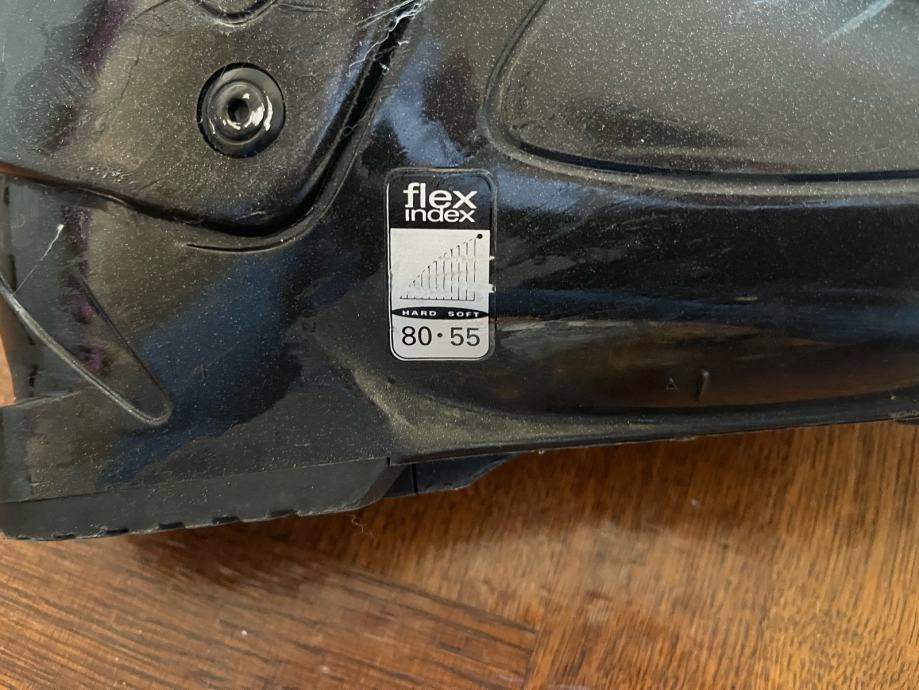 flex
index
HARD SOFT
80·55
A